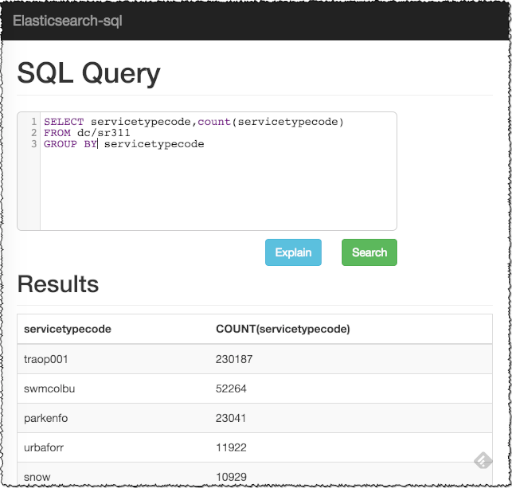 Elasticsearch-sql
SQL Query
1 SELECT servicetypecode,count(servicetypecode)
2 FROM dc/sr311
3 GROUP BY servicetypecode
Explain Search
Results
servicetypecode COUNT(servicetypecode)
traop001 230187
swmcolbu 52264
parkenfo 23041
urbaforr 11922
snow 10929